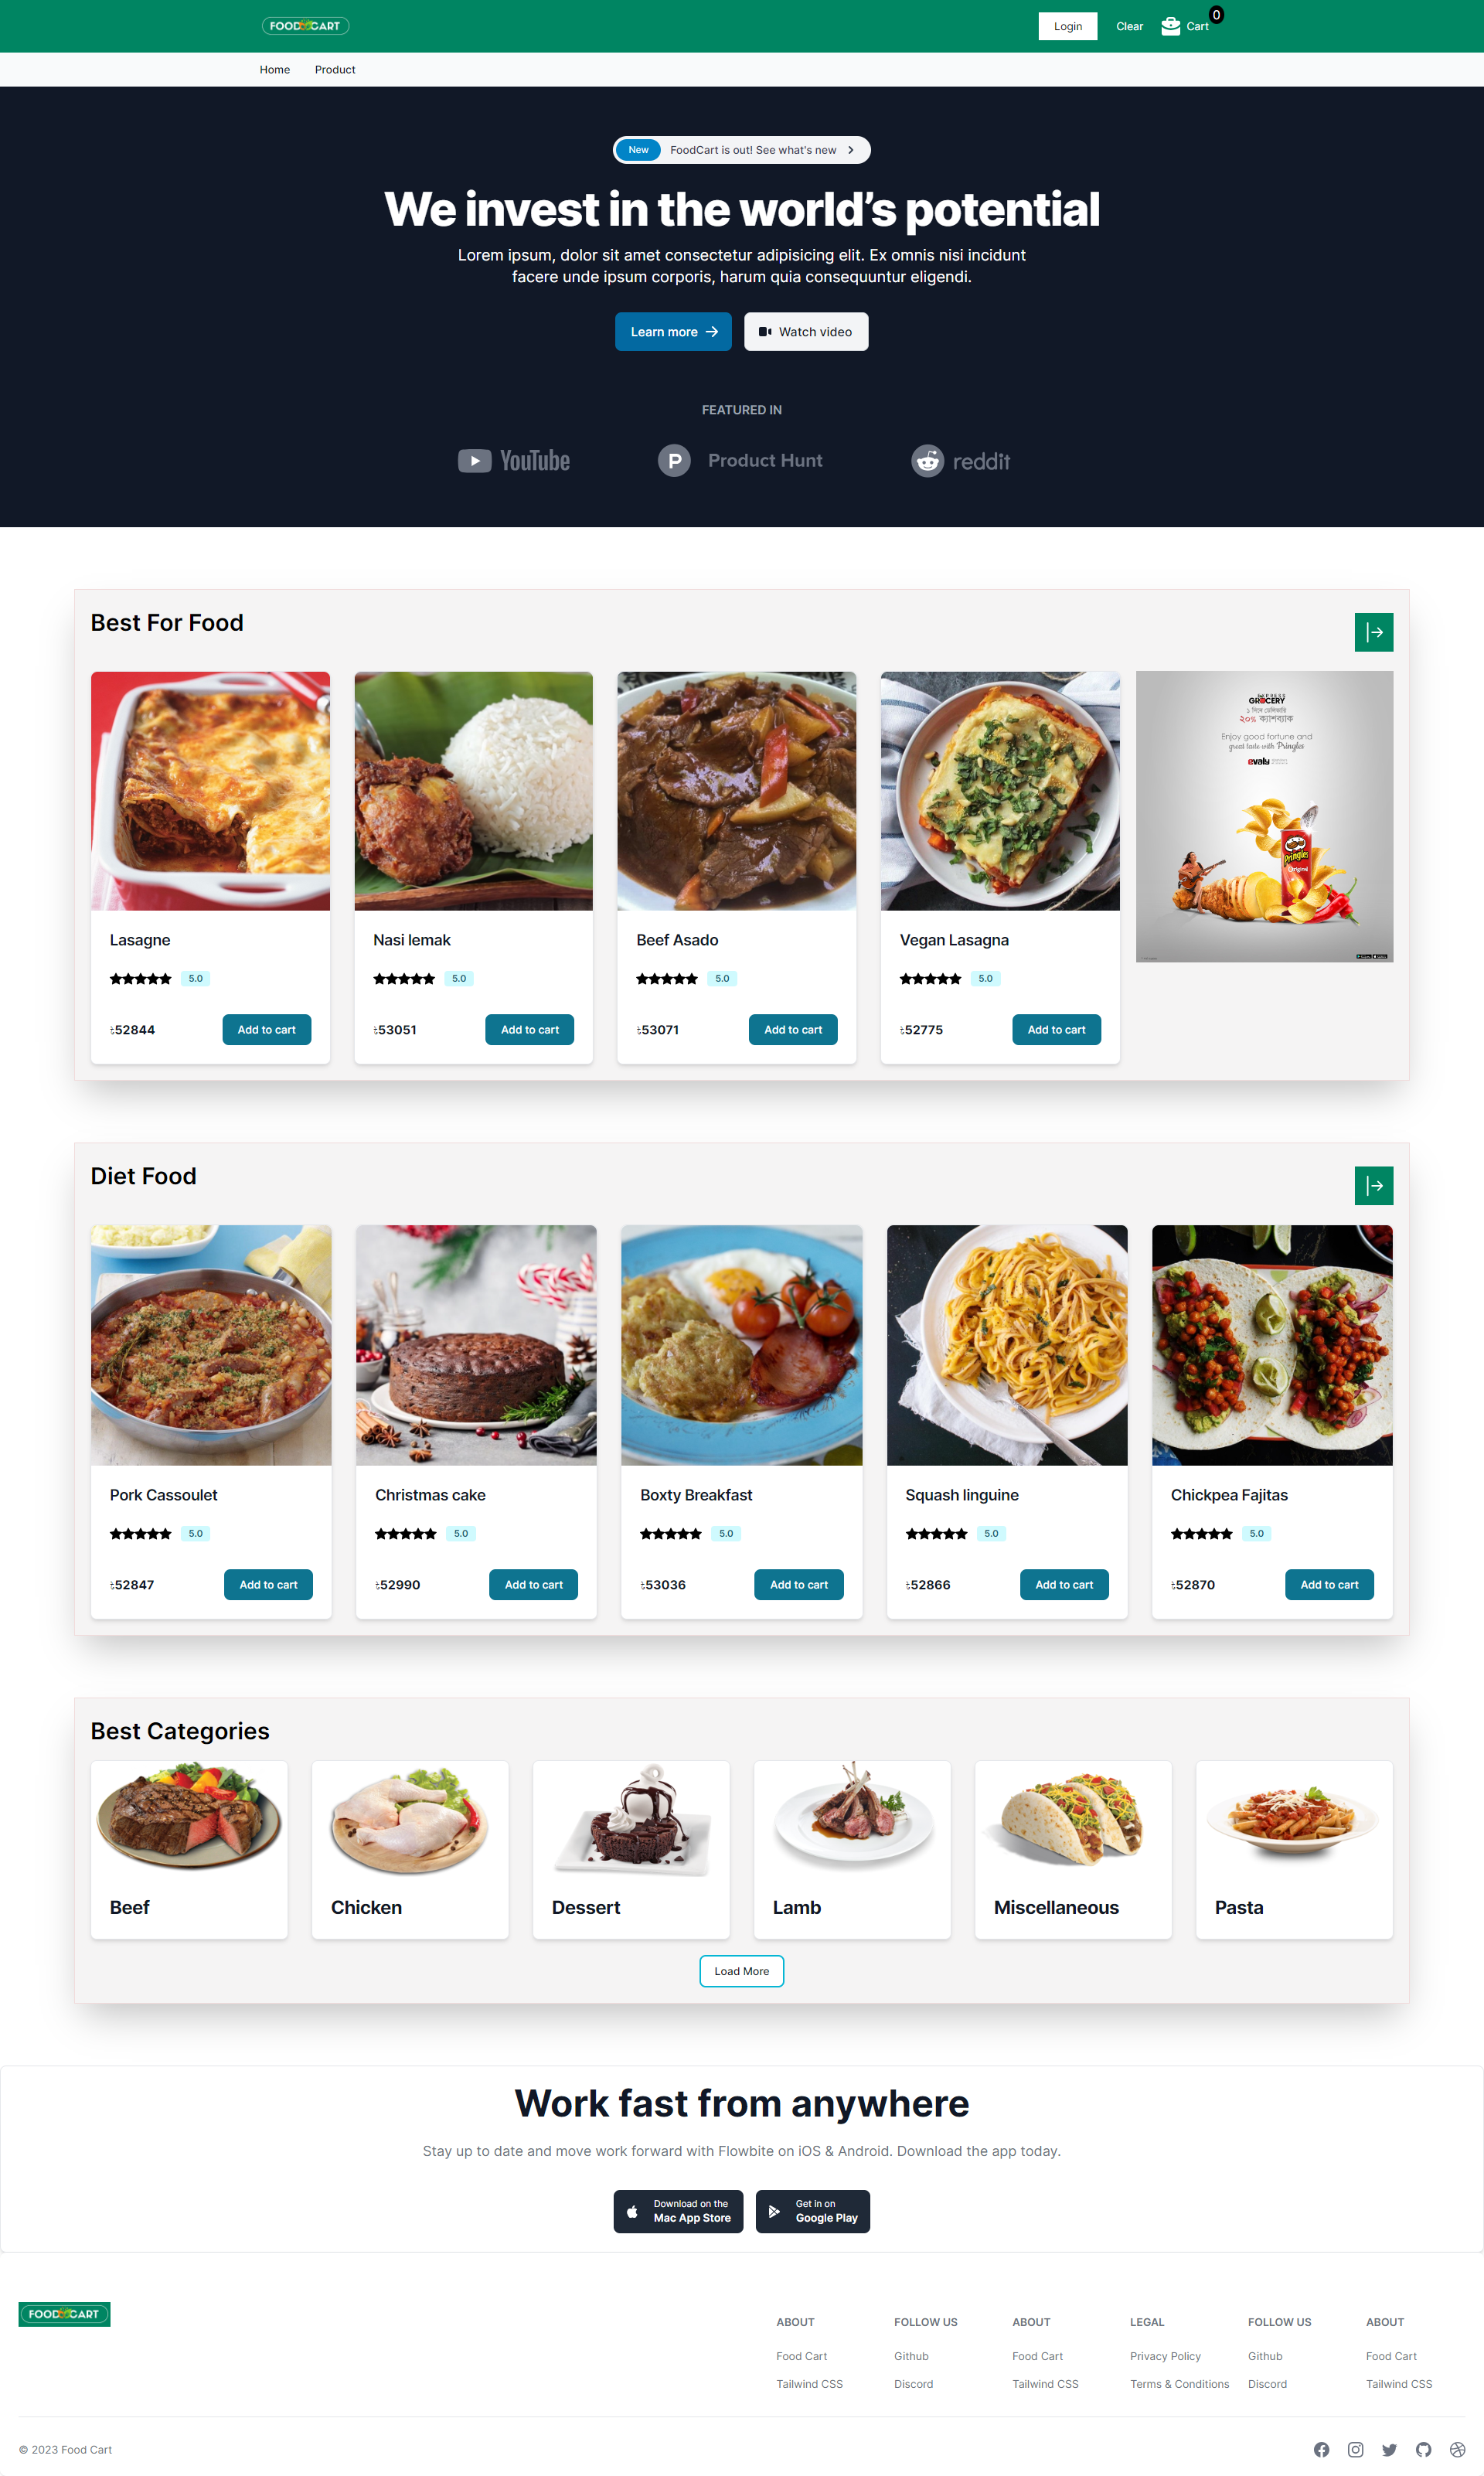 FOOD CART
Login
Clear
Cart
0
Home
Product
New
FoodCart is out! See what's new
We invest in the world's potential
Lorem ipsum, dolor sit amet consectetur adipisicing elit. Ex omnis nisi incidunt
facere unde ipsum corporis, harum quia consequuntur eligendi.
Learn more
Watch video
FEATURED IN
YouTube
Product Hunt
reddit
Best For Food
EXPRESS
GROCERY
১ দিনে ডেলিভারি
২০% ক্যাশব্যাক
Enjoy good fortune and
great taste with Pringles
evaly
Pringles
Original
Lasagne
5.0
৳52844
Add to cart
Nasi lemak
5.0
৳53051
Add to cart
Beef Asado
5.0
৳53071
Add to cart
Vegan Lasagna
5.0
৳52775
Add to cart
Diet Food
Pork Cassoulet
5.0
৳52847
Add to cart
Christmas cake
5.0
৳52990
Add to cart
Boxty Breakfast
5.0
৳53036
Add to cart
Squash linguine
5.0
৳52866
Add to cart
Chickpea Fajitas
5.0
৳52870
Add to cart
Best Categories
Beef
Chicken
Dessert
Lamb
Miscellaneous
Pasta
Load More
Work fast from anywhere
Stay up to date and move work forward with Flowbite on iOS & Android. Download the app today.
Download on the
Mac App Store
Get in on
Google Play
FOOD CART
ABOUT
Food Cart
Tailwind CSS
FOLLOW US
Github
Discord
ABOUT
Food Cart
Tailwind CSS
LEGAL
Privacy Policy
Terms & Conditions
FOLLOW US
Github
Discord
ABOUT
Food Cart
Tailwind CSS
© 2023 Food Cart